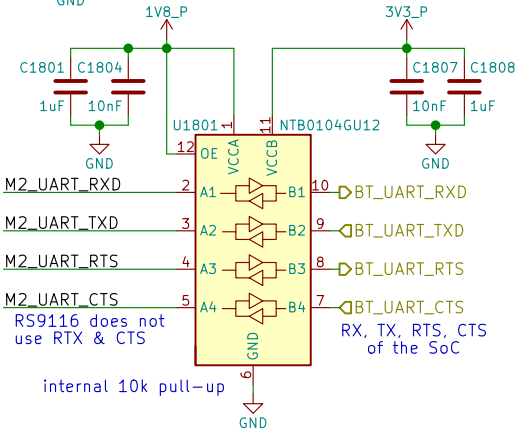 GND
1V8_P
3V3_P
C1801
C1804
C1807
C1808
1uF
10nF
10nF
1uF
GND
GND
U1801
1
11
NTB0104GU12
12
OE
VCCA
VCCB
M2_UART_RXD
2
A1
B1
10
BT_UART_RXD
M2_UART_TXD
3
A2
B2
9
BT_UART_TXD
M2_UART_RTS
4
A3
B3
8
BT_UART_RTS
M2_UART_CTS
5
A4
B4
7
BT_UART_CTS
RS9116 does not
use RTX & CTS
RX, TX, RTS, CTS
of the SoC
GND
6
internal 10k pull-up
GND